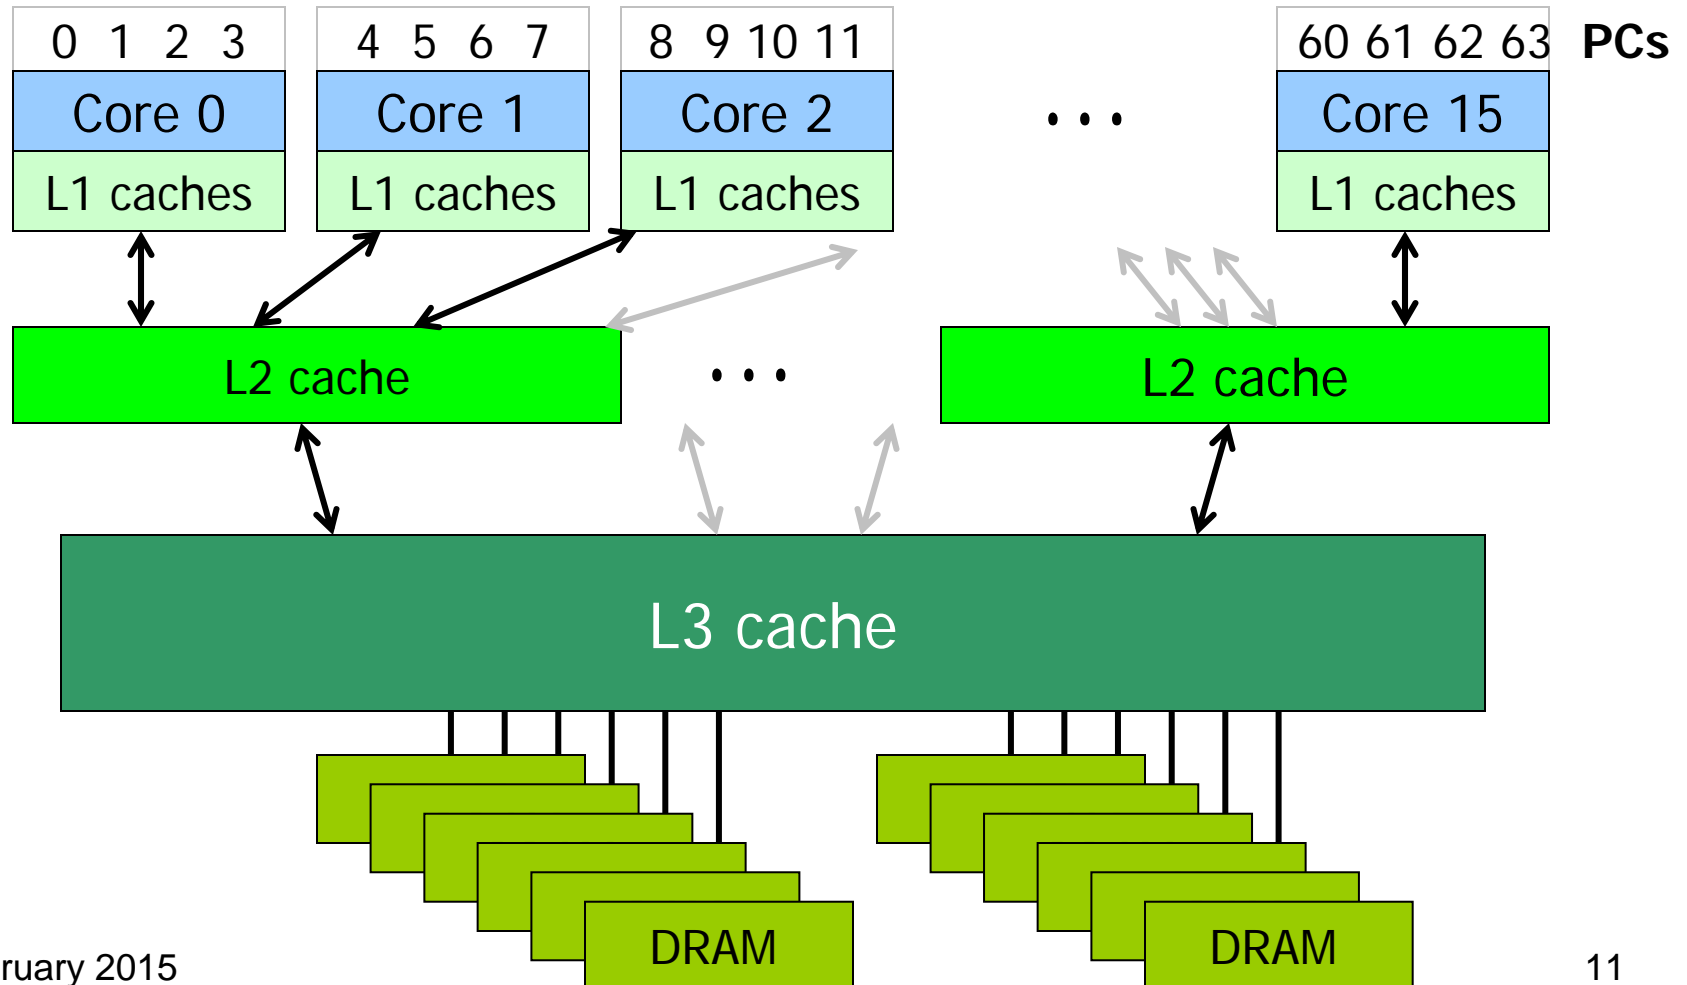 0 1 2 3
4 5 6 7
8 9 10 11
60 61 62 63
PCs
Core 0
Core 1
Core 2
...
Core 15
L1 caches
L1 caches
L1 caches
L1 caches
L2 cache
...
L2 cache
L3 cache
DRAM
DRAM
ruary 2015
11